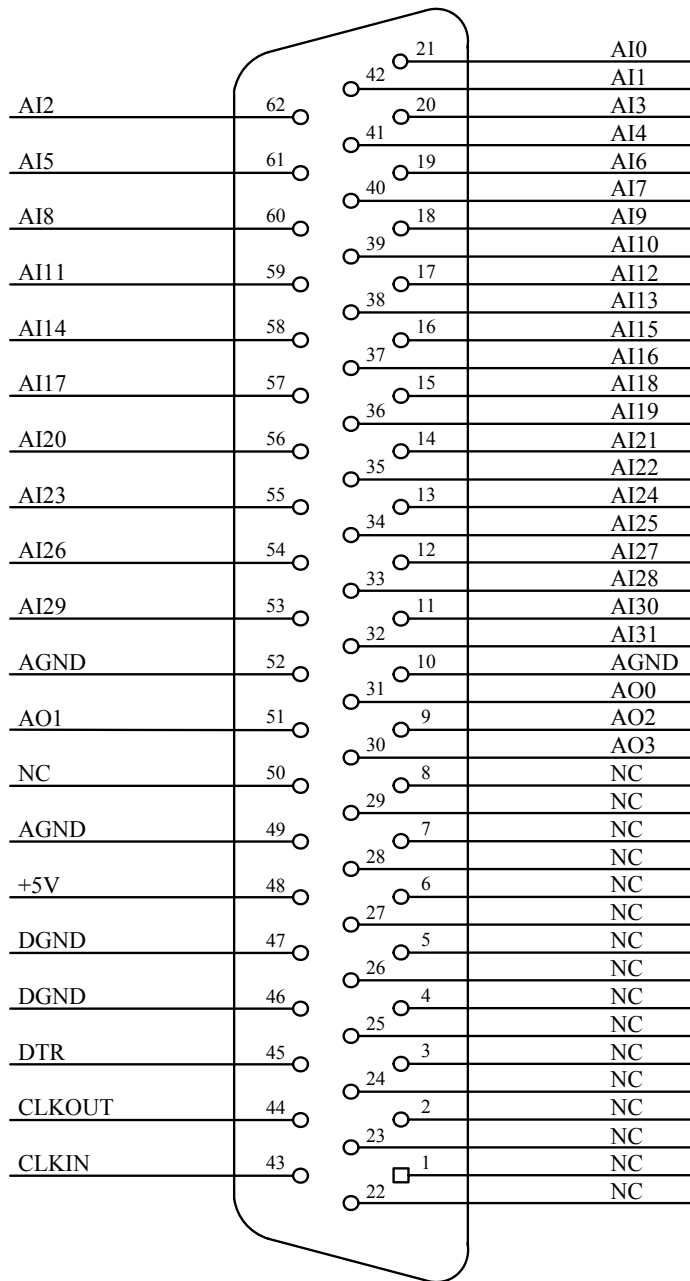 21 AI0
42 AI1
AI2 62 20 AI3
41 AI4
AI5 61 19 AI6
40 AI7
AI8 60 18 AI9
39 AI10
AI11 59 17 AI12
38 AI13
AI14 58 16 AI15
37 AI16
AI17 57 15 AI18
36 AI19
AI20 56 14 AI21
35 AI22
AI23 55 13 AI24
34 AI25
AI26 54 12 AI27
33 AI28
AI29 53 11 AI30
32 AI31
AGND 52 10 AGND
31 AO0
AO1 51 9 AO2
30 AO3
NC 50 8 NC
29 NC
AGND 49 7 NC
28 NC
+5V 48 6 NC
27 NC
DGND 47 5 NC
26 NC
DGND 46 4 NC
25 NC
DTR 45 3 NC
24 NC
CLKOUT 44 2 NC
23 NC
CLKIN 43 1 NC
22 NC